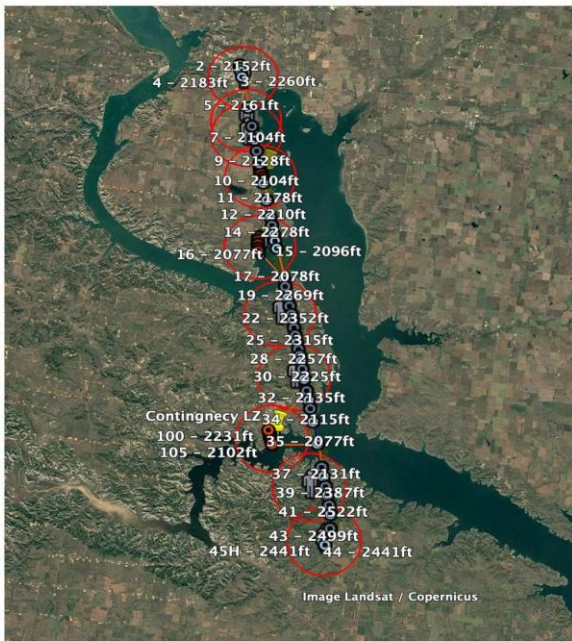 2 - 2152ft
4 - 2183ft 3 - 2260ft
5 - 2161ft
7 - 2104ft
9 - 2128ft
10 - 2104ft
11 - 2178ft
12 - 2210ft
14 - 2278ft
16 - 2077ft 15 - 2096ft
17 - 2078ft
19 - 2269ft
22 - 2352ft
25 - 2315ft
28 - 2257ft
30 - 2225ft
32 - 2135ft
Contingnecy LZ 34 - 2115ft
100 - 2231ft 35 - 2077ft
105 - 2102ft
37 - 2131ft
39 - 2387ft
41 - 2522ft
43 - 2499ft
45H - 2441ft 44 - 2441ft
Image Landsat / Copernicus